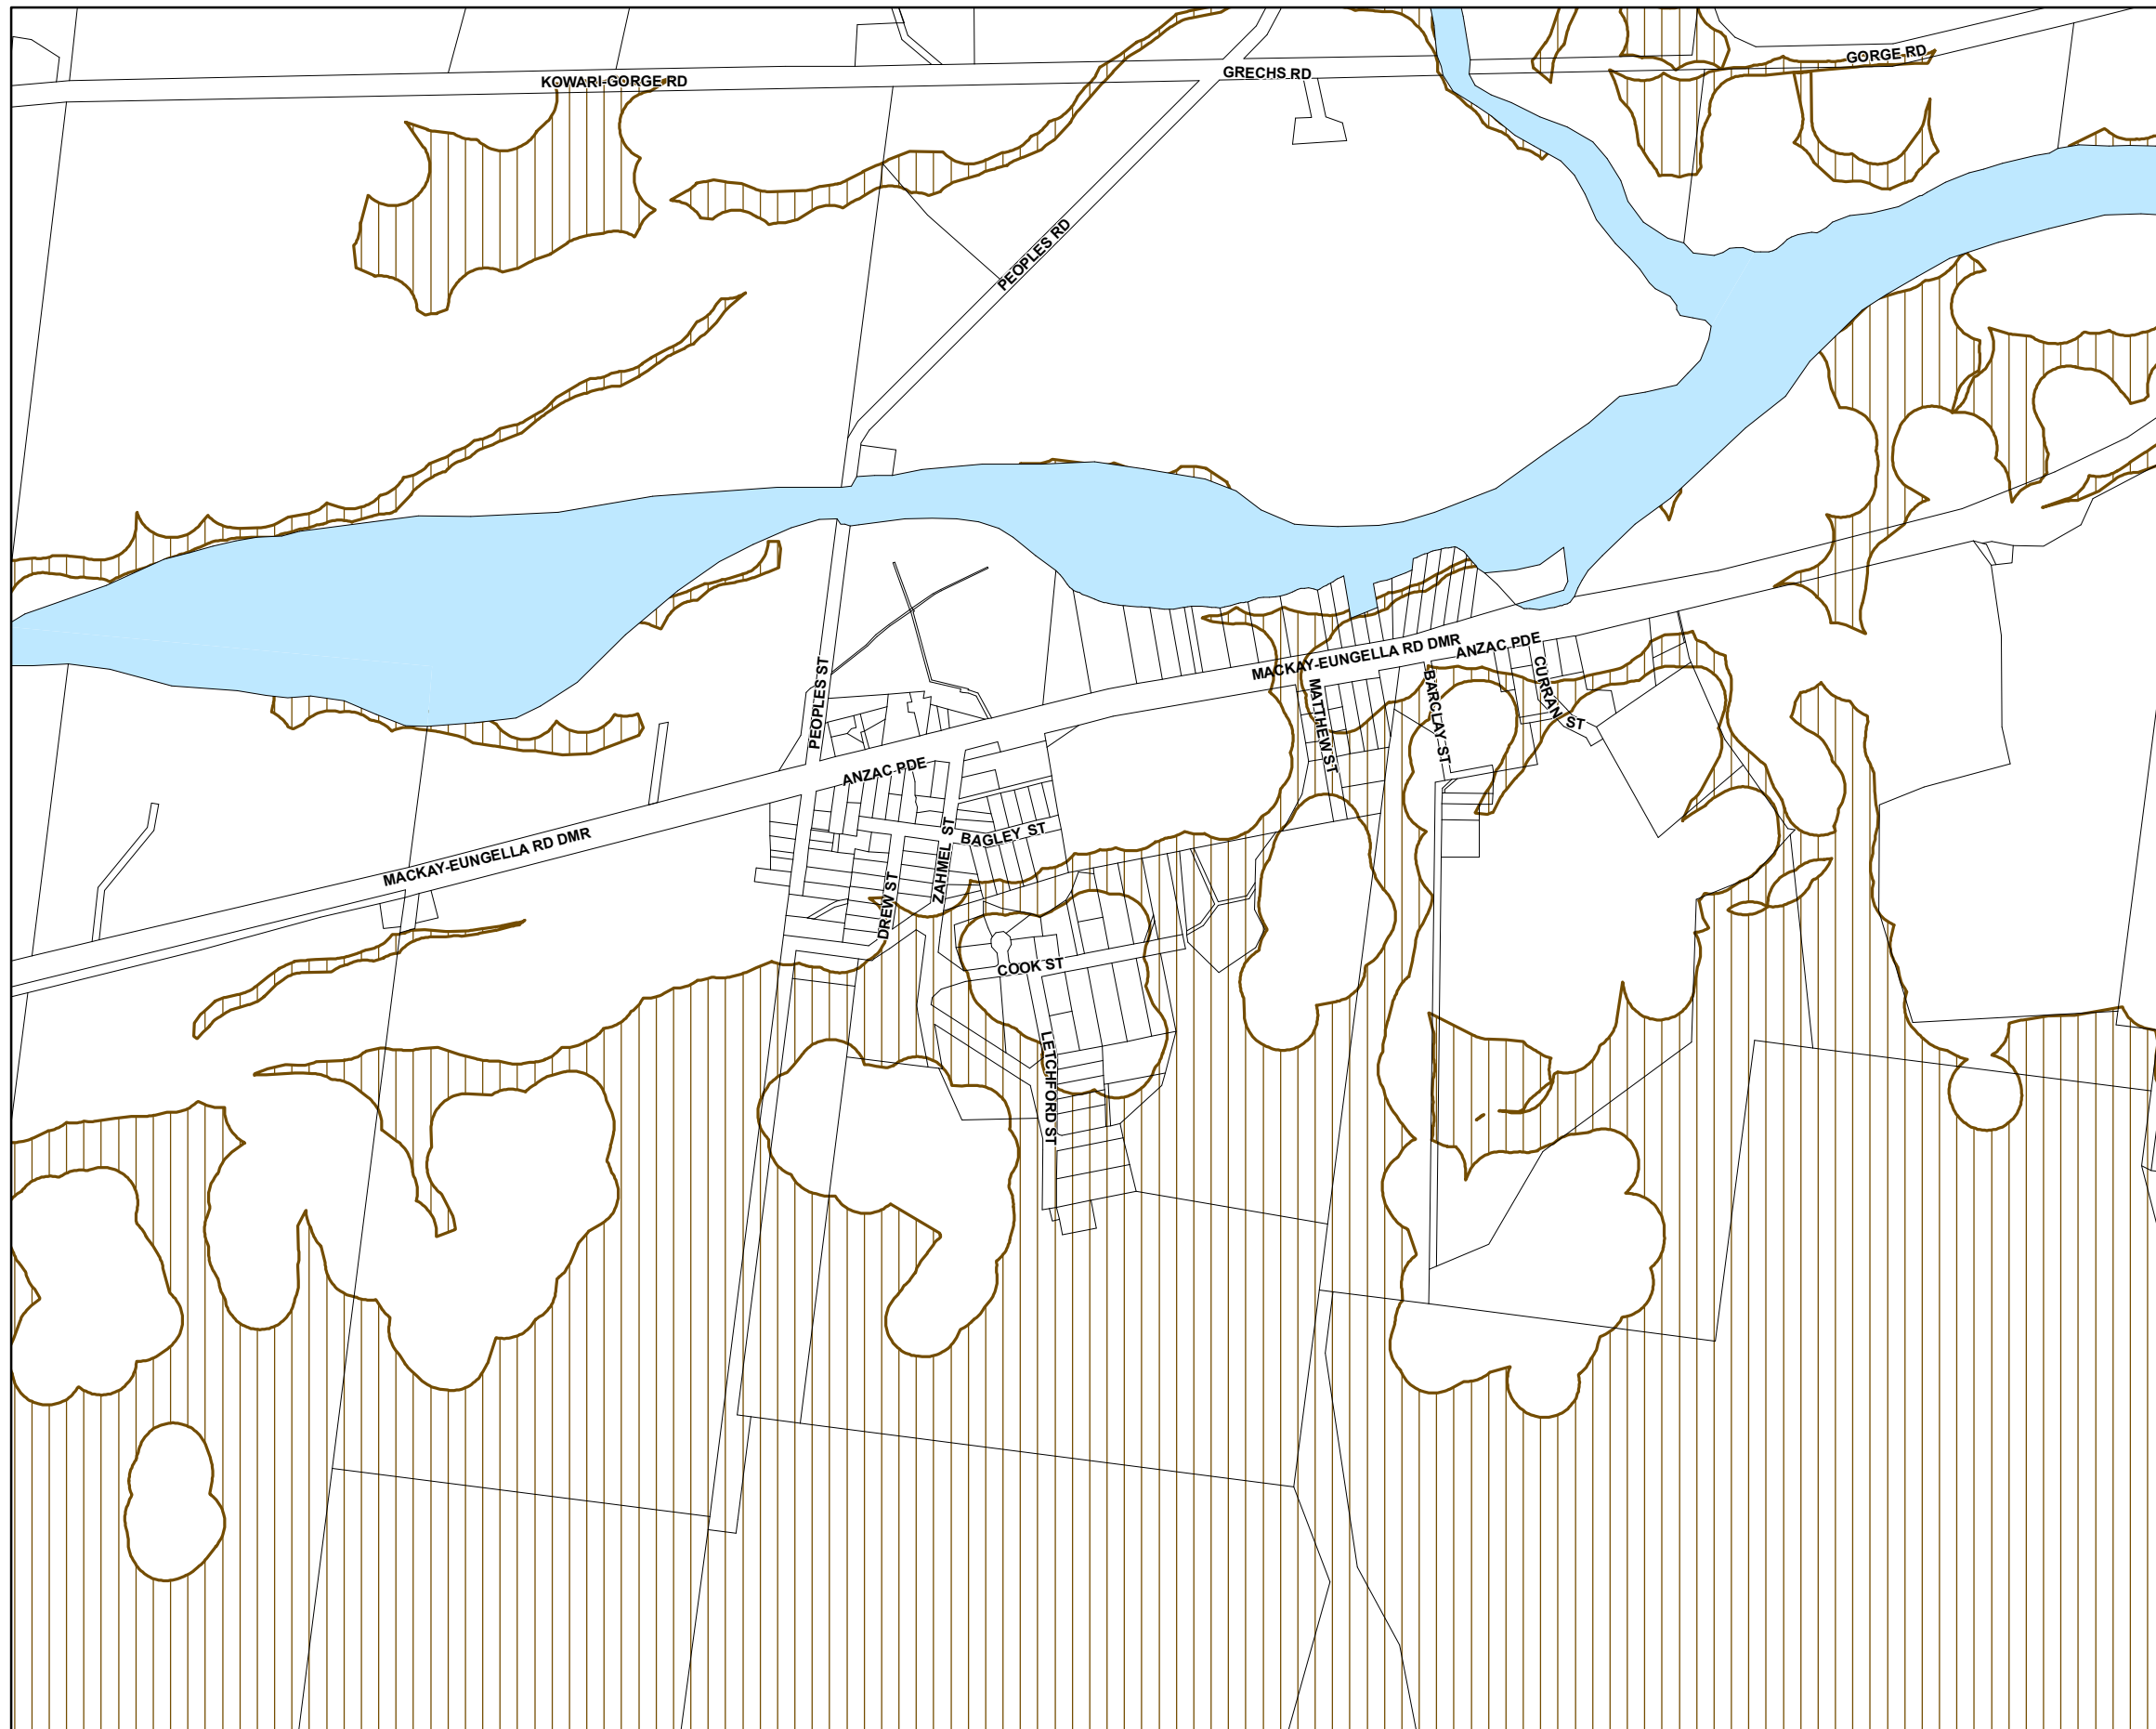 GORGE RD
GRECHS RD
KOWARI-GORGE RD
PEOPLES RD
MACKAY-EUNGELLA RD DMR
ANZAC PDE
CURRAN ST
PEOPLES ST
MATTHEW ST
BARCLAY ST
ANZAC PDE
BAGLEY ST
ZAHMEL ST
MACKAY-EUNGELLA RD DMR
DREW ST
COOK ST
LETCHFORD ST